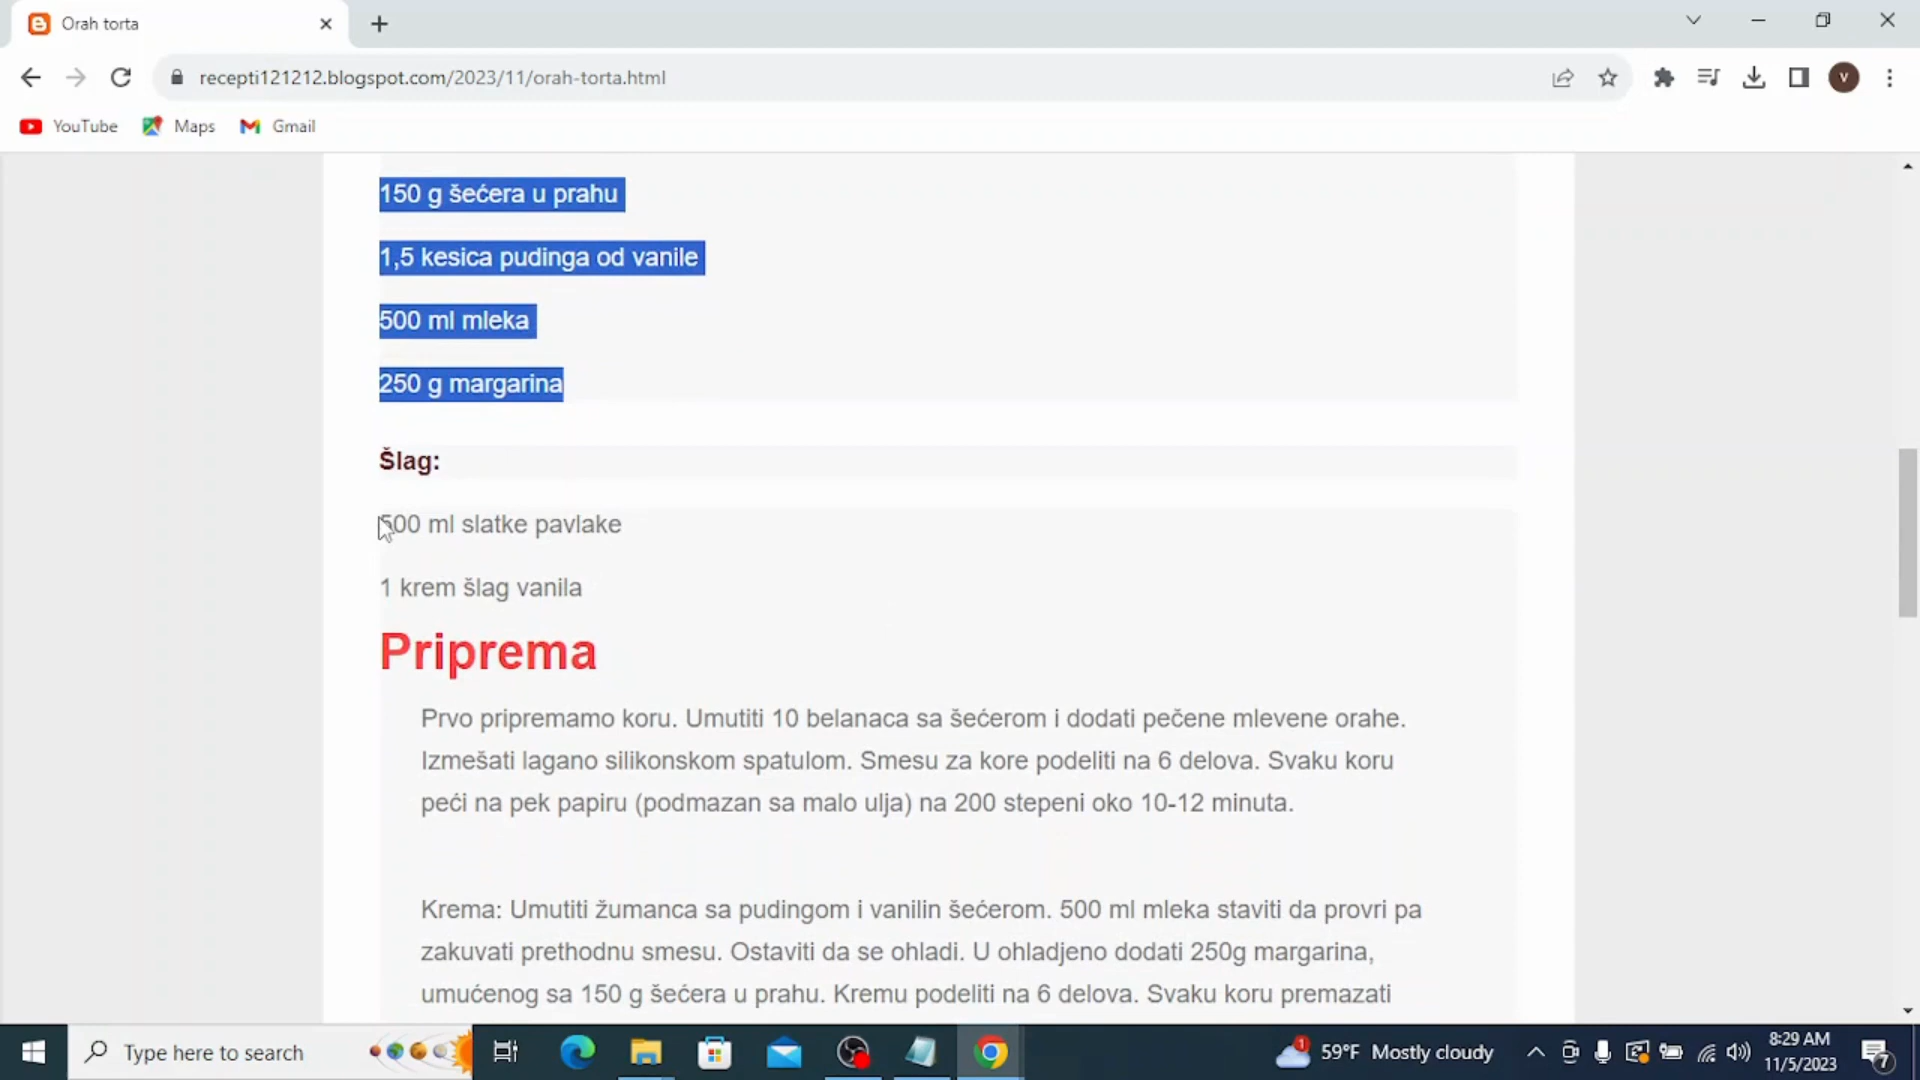 Orah torta
recepti121212.blogspot.com/2023/11/orah-torta.html
V
YouTube
Maps
Gmail
150 g šećera u prahu
1,5 kesica pudinga od vanile
500 ml mleka
250 g margarina
Šlag:
500 ml slatke pavlake
1 krem šlag vanila
Priprema
Prvo pripremamo koru. Umutiti 10 belanaca sa šećerom i dodati pečene mlevene orahe.
Izmešati lagano silikonskom spatulom. Smesu za kore podeliti na 6 delova. Svaku koru
peći na pek papiru (podmazan sa malo ulja) na 200 stepeni oko 10-12 minuta.
Krema: Umutiti žumanca sa pudingom i vanilin šećerom. 500 ml mleka staviti da provri pa
zakuvati prethodnu smesu. Ostaviti da se ohladi. U ohladjeno dodati 250g margarina,
umućenog sa 150 g šećera u prahu. Kremu podeliti na 6 delova. Svaku koru premazati
Type here to search
1
59°F Mostly cloudy
8:29 AM
11/5/2023
7